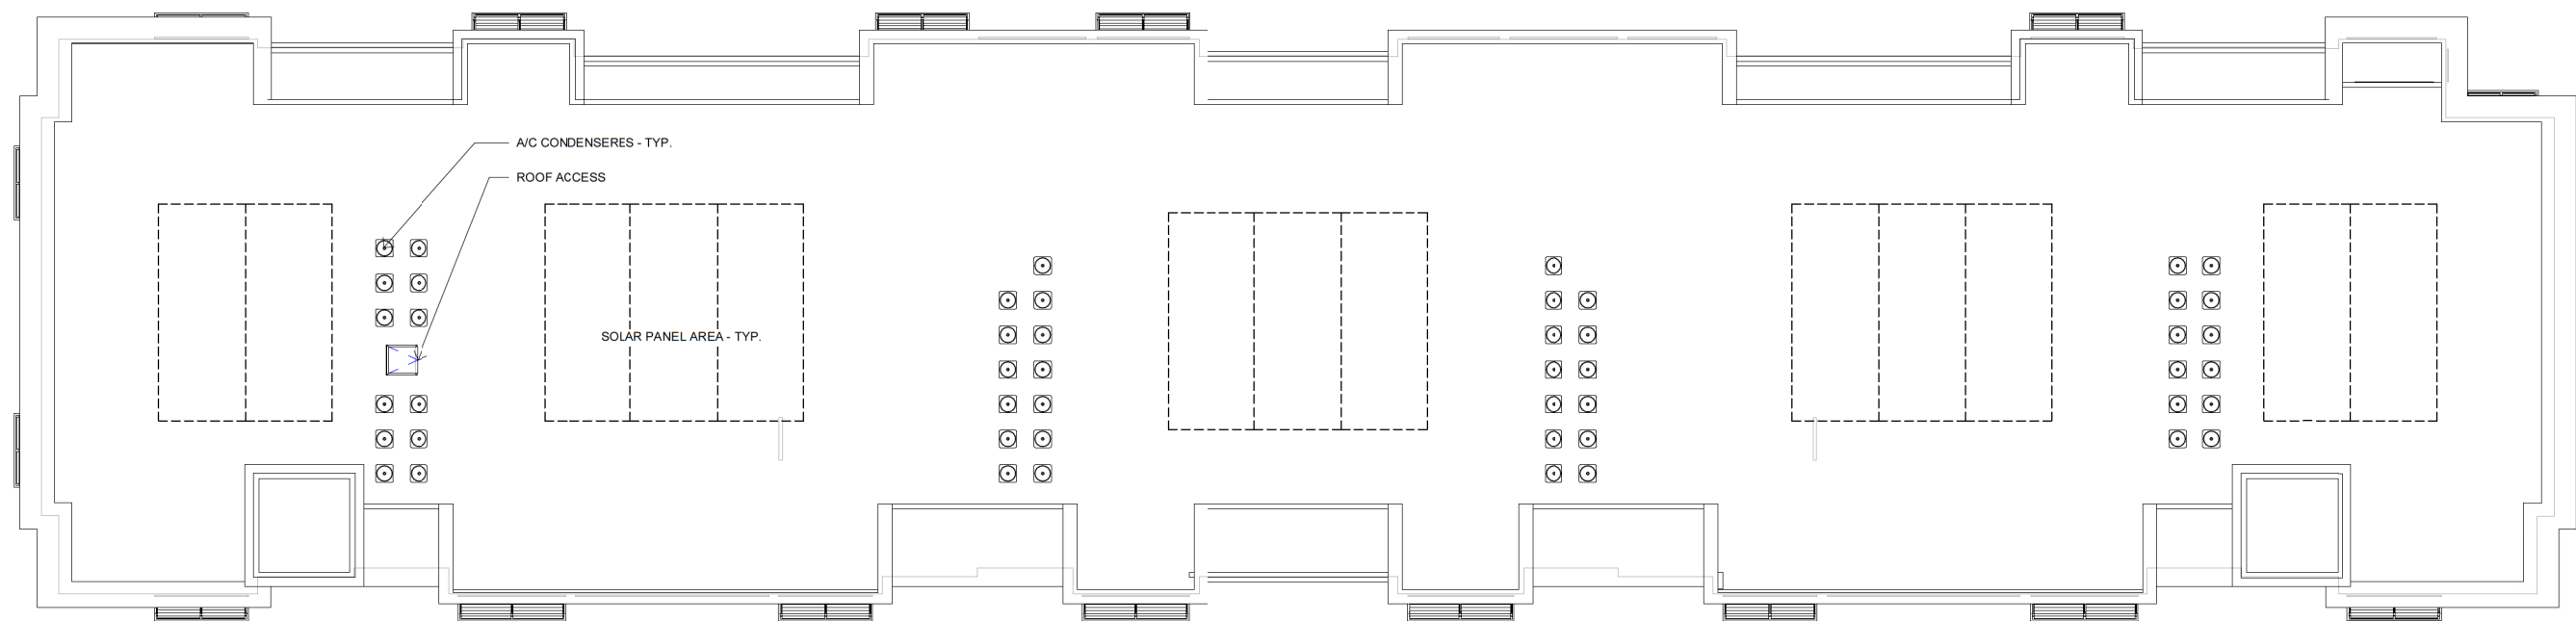 A/C CONDENSERES - TYP.
ROOF ACCESS
SOLAR PANEL AREA - TYP.